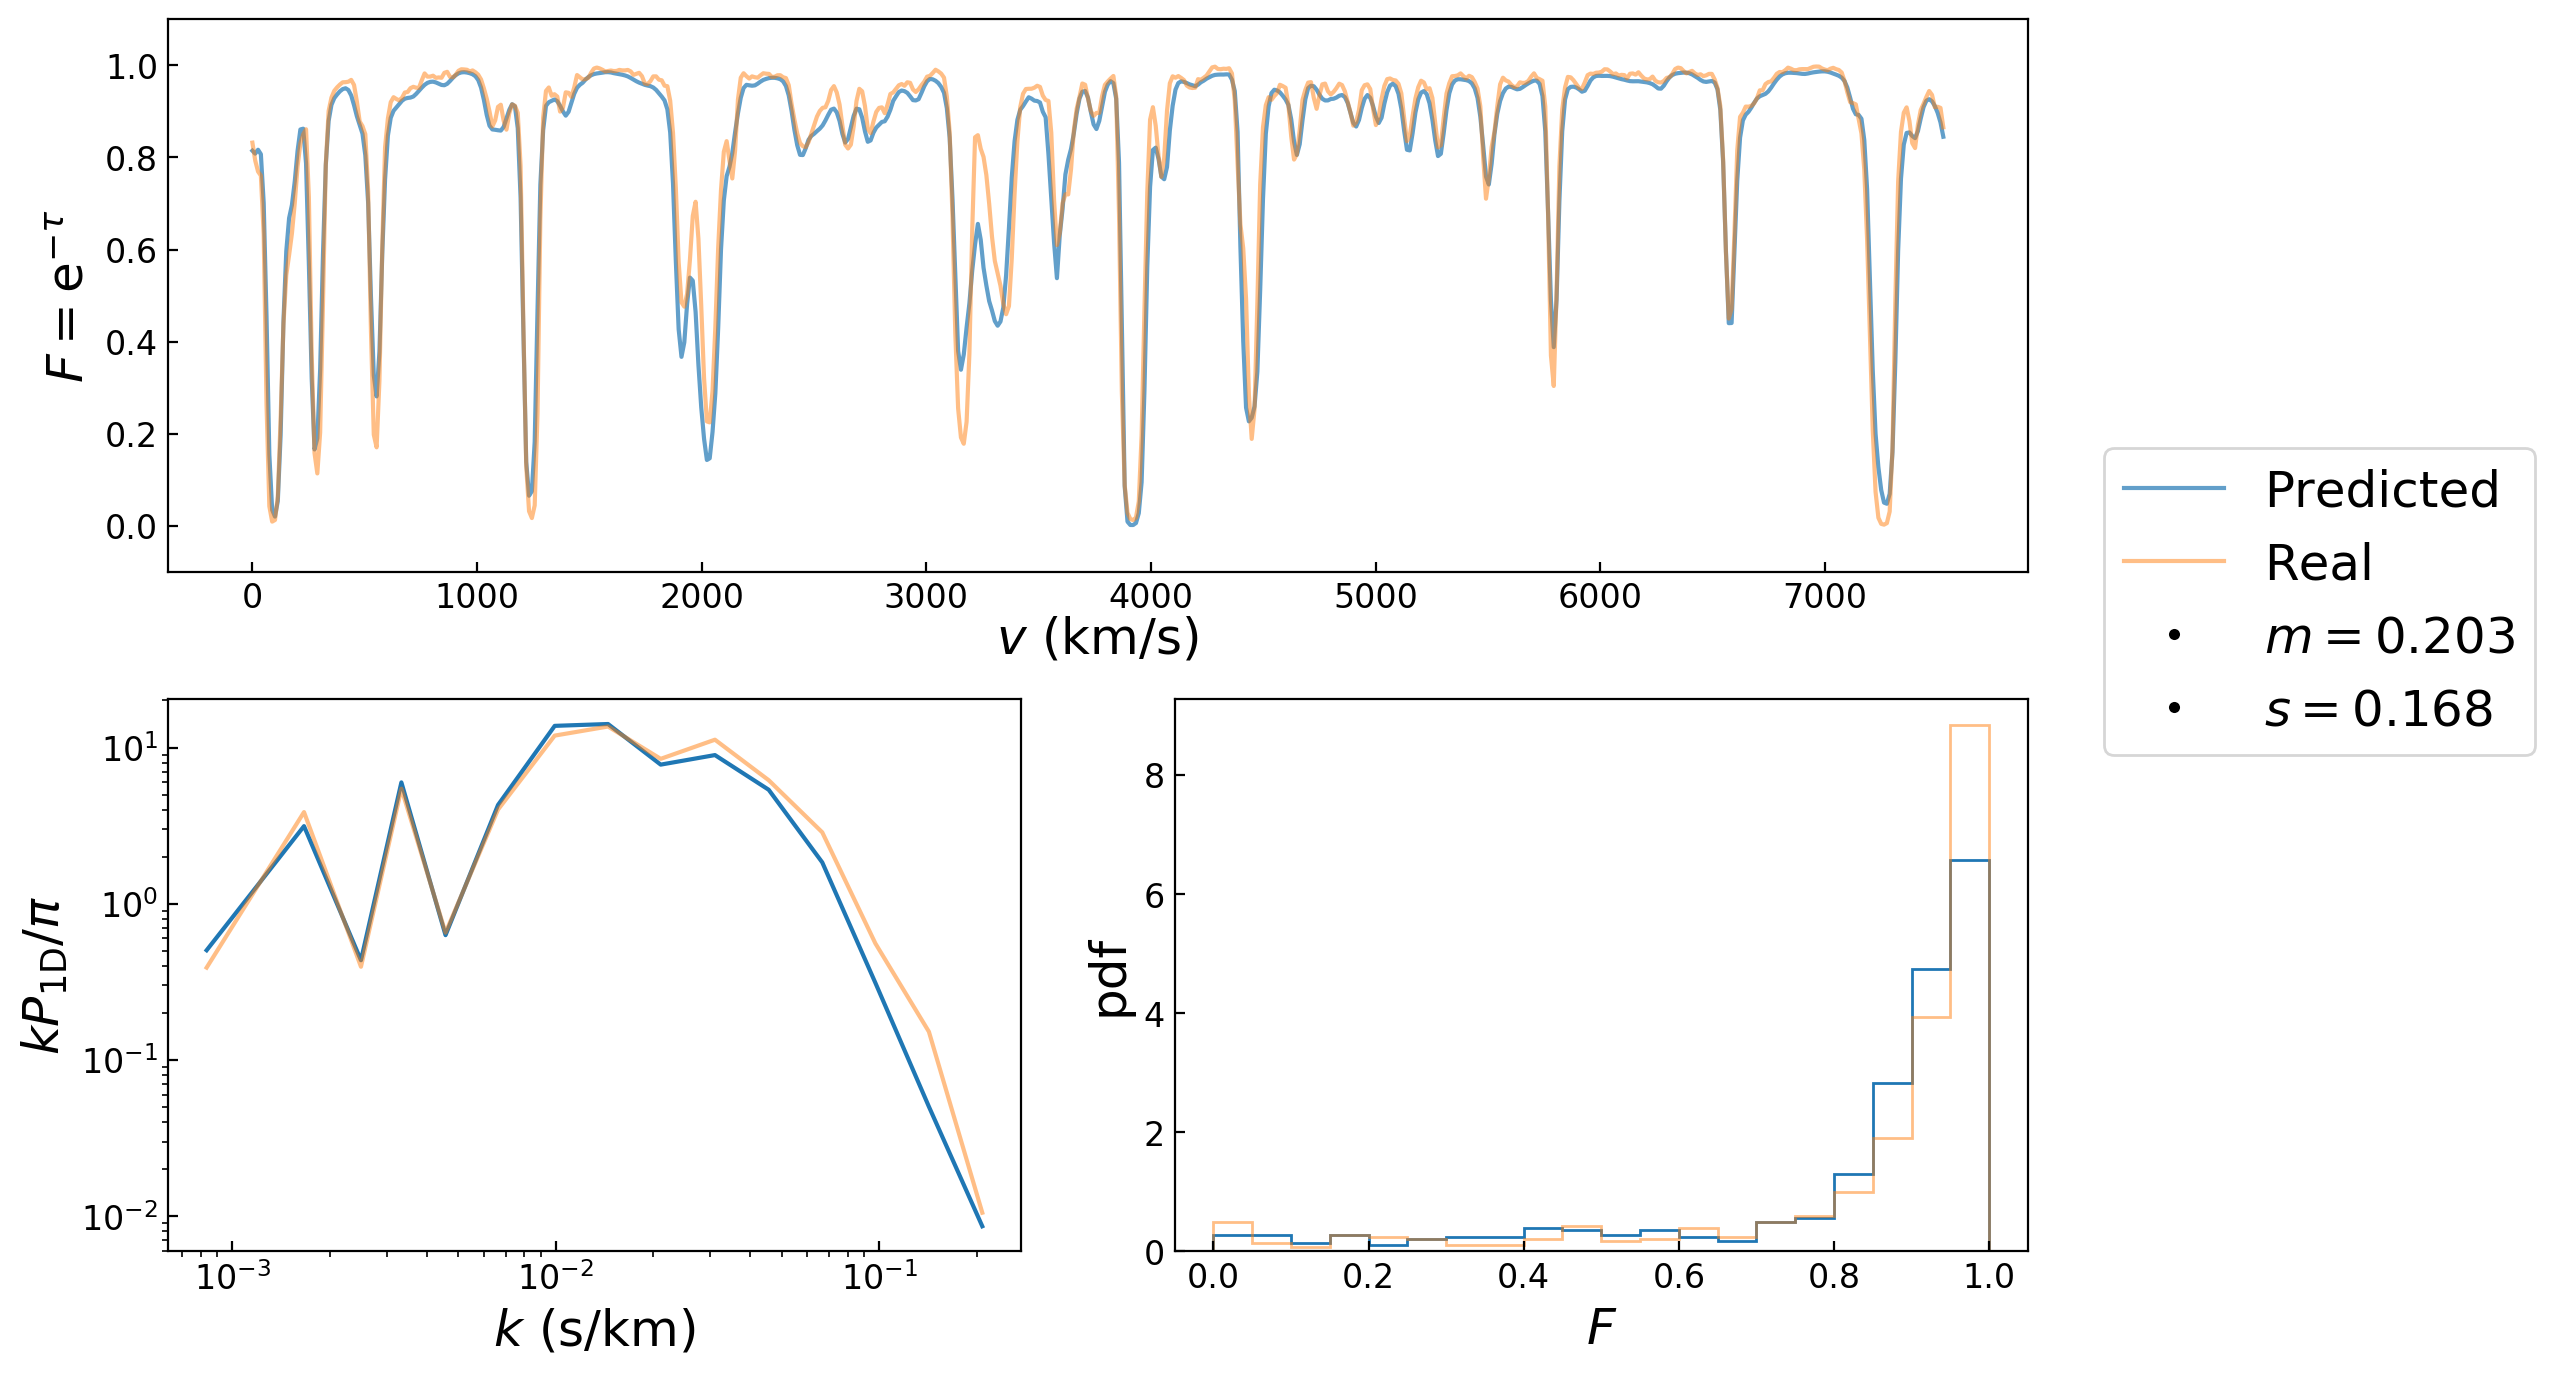 1.0
0.8
0.6
0.4
0.2
0.0
F = e^{−τ}
0 1000 2000 3000 4000 5000 6000 7000
v (km/s)
Predicted
Real
m = 0.203
s = 0.168
10^1
10^0
10^{−1}
10^{−2}
kP_{1D}/π
10^{−3} 10^{−2} 10^{−1}
k (s/km)
8
6
4
2
0
pdf
0.0 0.2 0.4 0.6 0.8 1.0
F